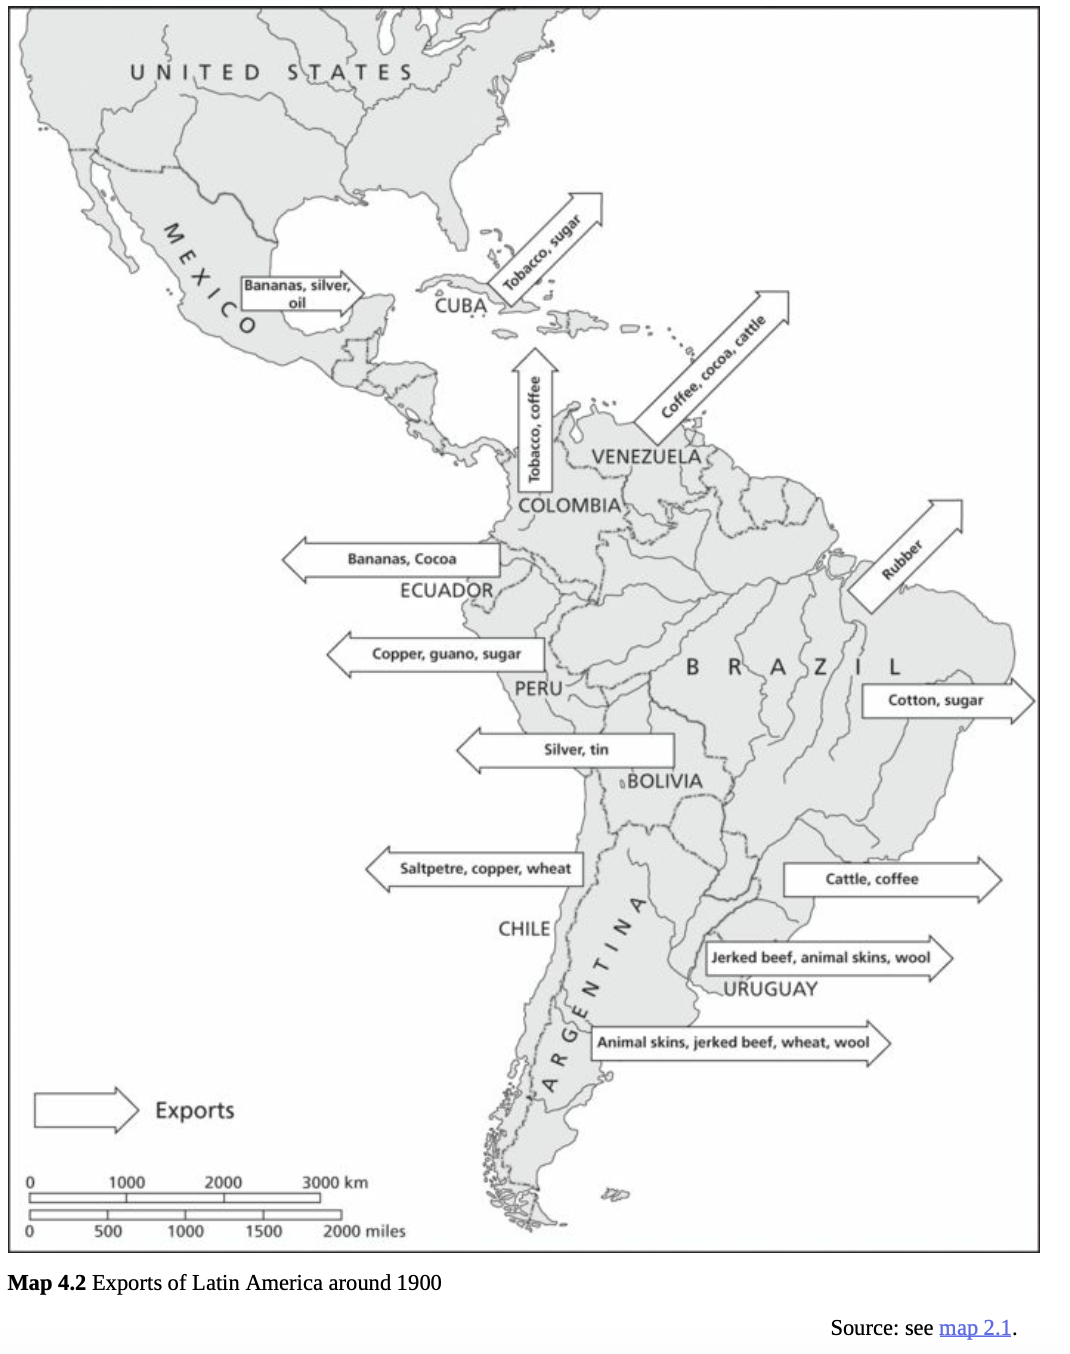 UNITED STATES
MEXICO
Bananas, silver,
oil
Tobacco, sugar
CUBA
Coffee, cocoa, cattle
Tobacco, coffee
VENEZUELA
COLOMBIA
Bananas, Cocoa
ECUADOR
Rubber
Copper, guano, sugar
BRAZIL
PERU
Cotton, sugar
Silver, tin
BOLIVIA
Saltpetre, copper, wheat
Cattle, coffee
CHILE
ARGENTINA
Jerked beef, animal skins, wool
URUGUAY
Animal skins, jerked beef, wheat, wool
Exports
0 1000 2000 3000 km
0 500 1000 1500 2000 miles
Map 4.2 Exports of Latin America around 1900
Source: see map 2.1.